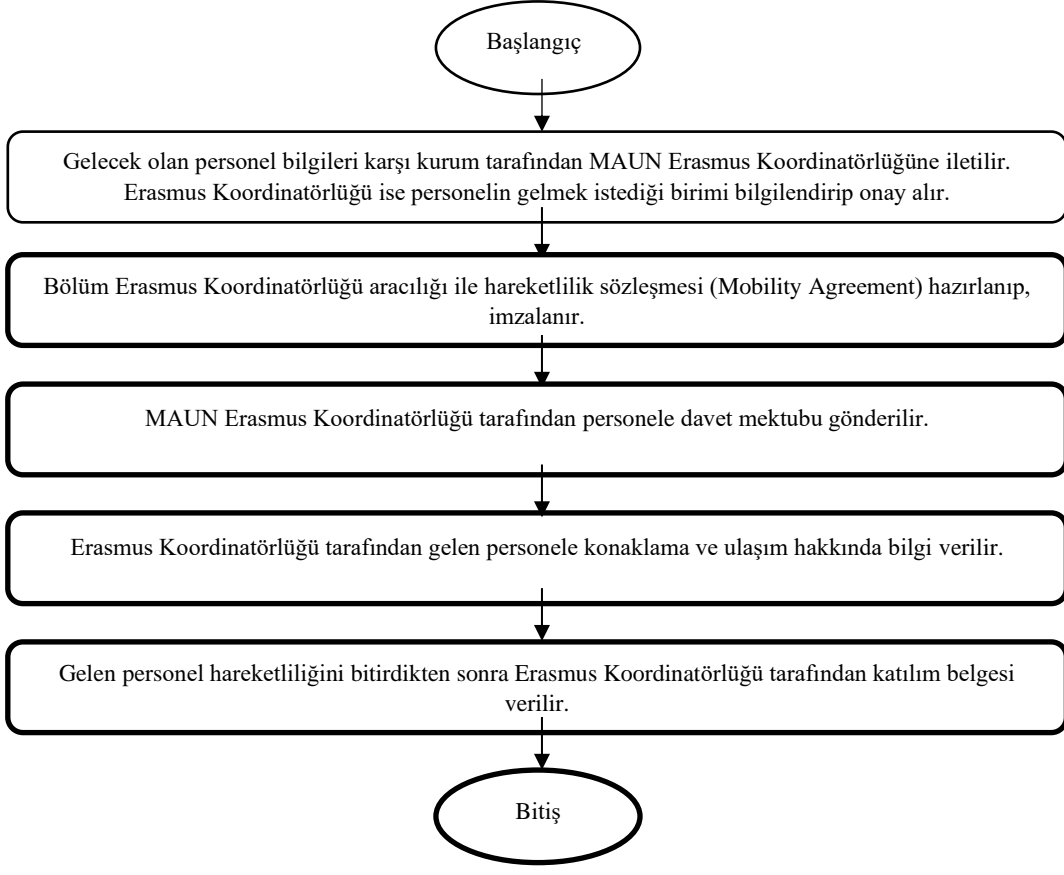 Başlangıç
Gelecek olan personel bilgileri karşı kurum tarafından MAUN Erasmus Koordinatörlüğüne iletilir.
Erasmus Koordinatörlüğü ise personelin gelmek istediği birimi bilgilendirip onay alır.
Bölüm Erasmus Koordinatörlüğü aracılığı ile hareketlilik sözleşmesi (Mobility Agreement) hazırlanıp,
imzalanır.
MAUN Erasmus Koordinatörlüğü tarafından personele davet mektubu gönderilir.
Erasmus Koordinatörlüğü tarafından gelen personele konaklama ve ulaşım hakkında bilgi verilir.
Gelen personel hareketliliğini bitirdikten sonra Erasmus Koordinatörlüğü tarafından katılım belgesi
verilir.
Bitiş